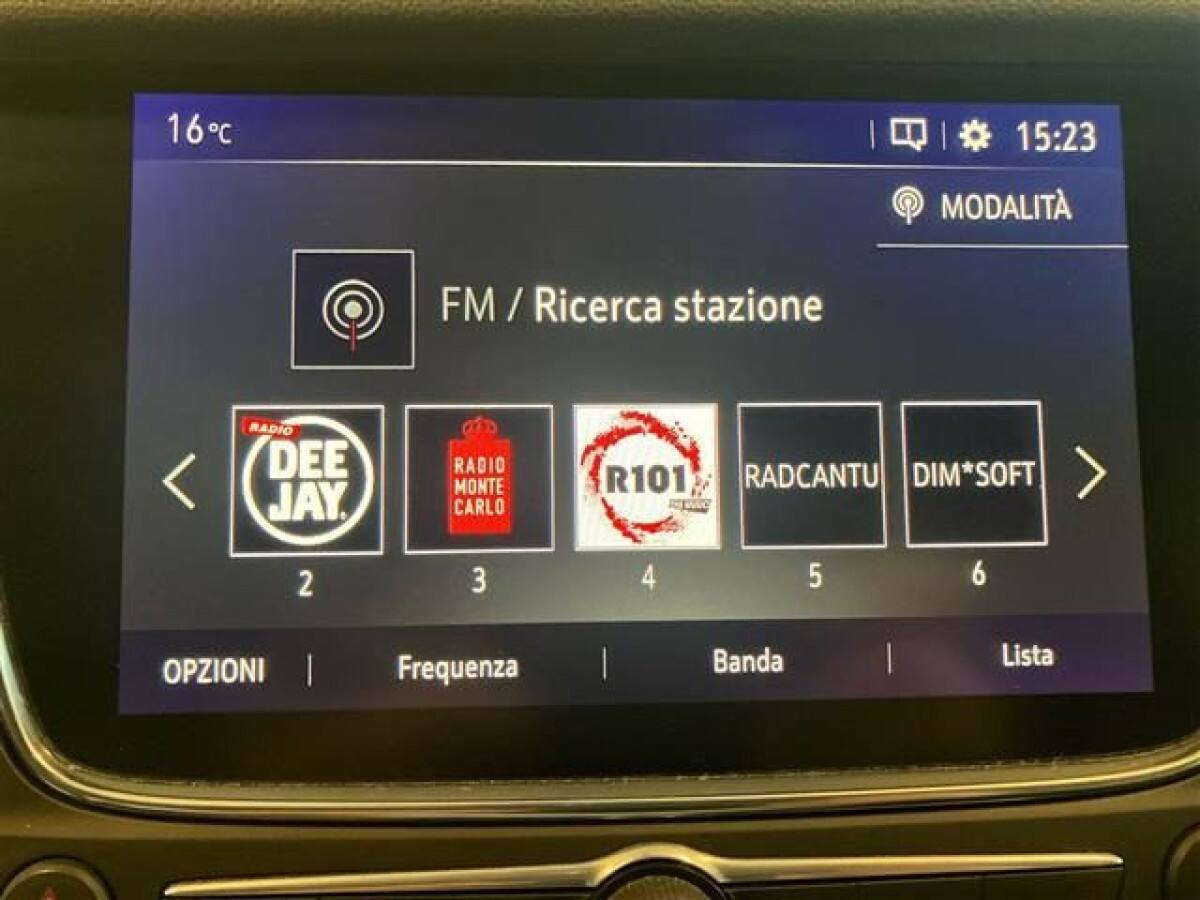 16°C
15:23
MODALITÀ
FM / Ricerca stazione
RADIO
DEE
JAY.
RADIO
MONTE
CARLO
R101
RADCANTU
DIM*SOFT
2 3 4 5 6
OPZIONI | Frequenza | Banda | Lista